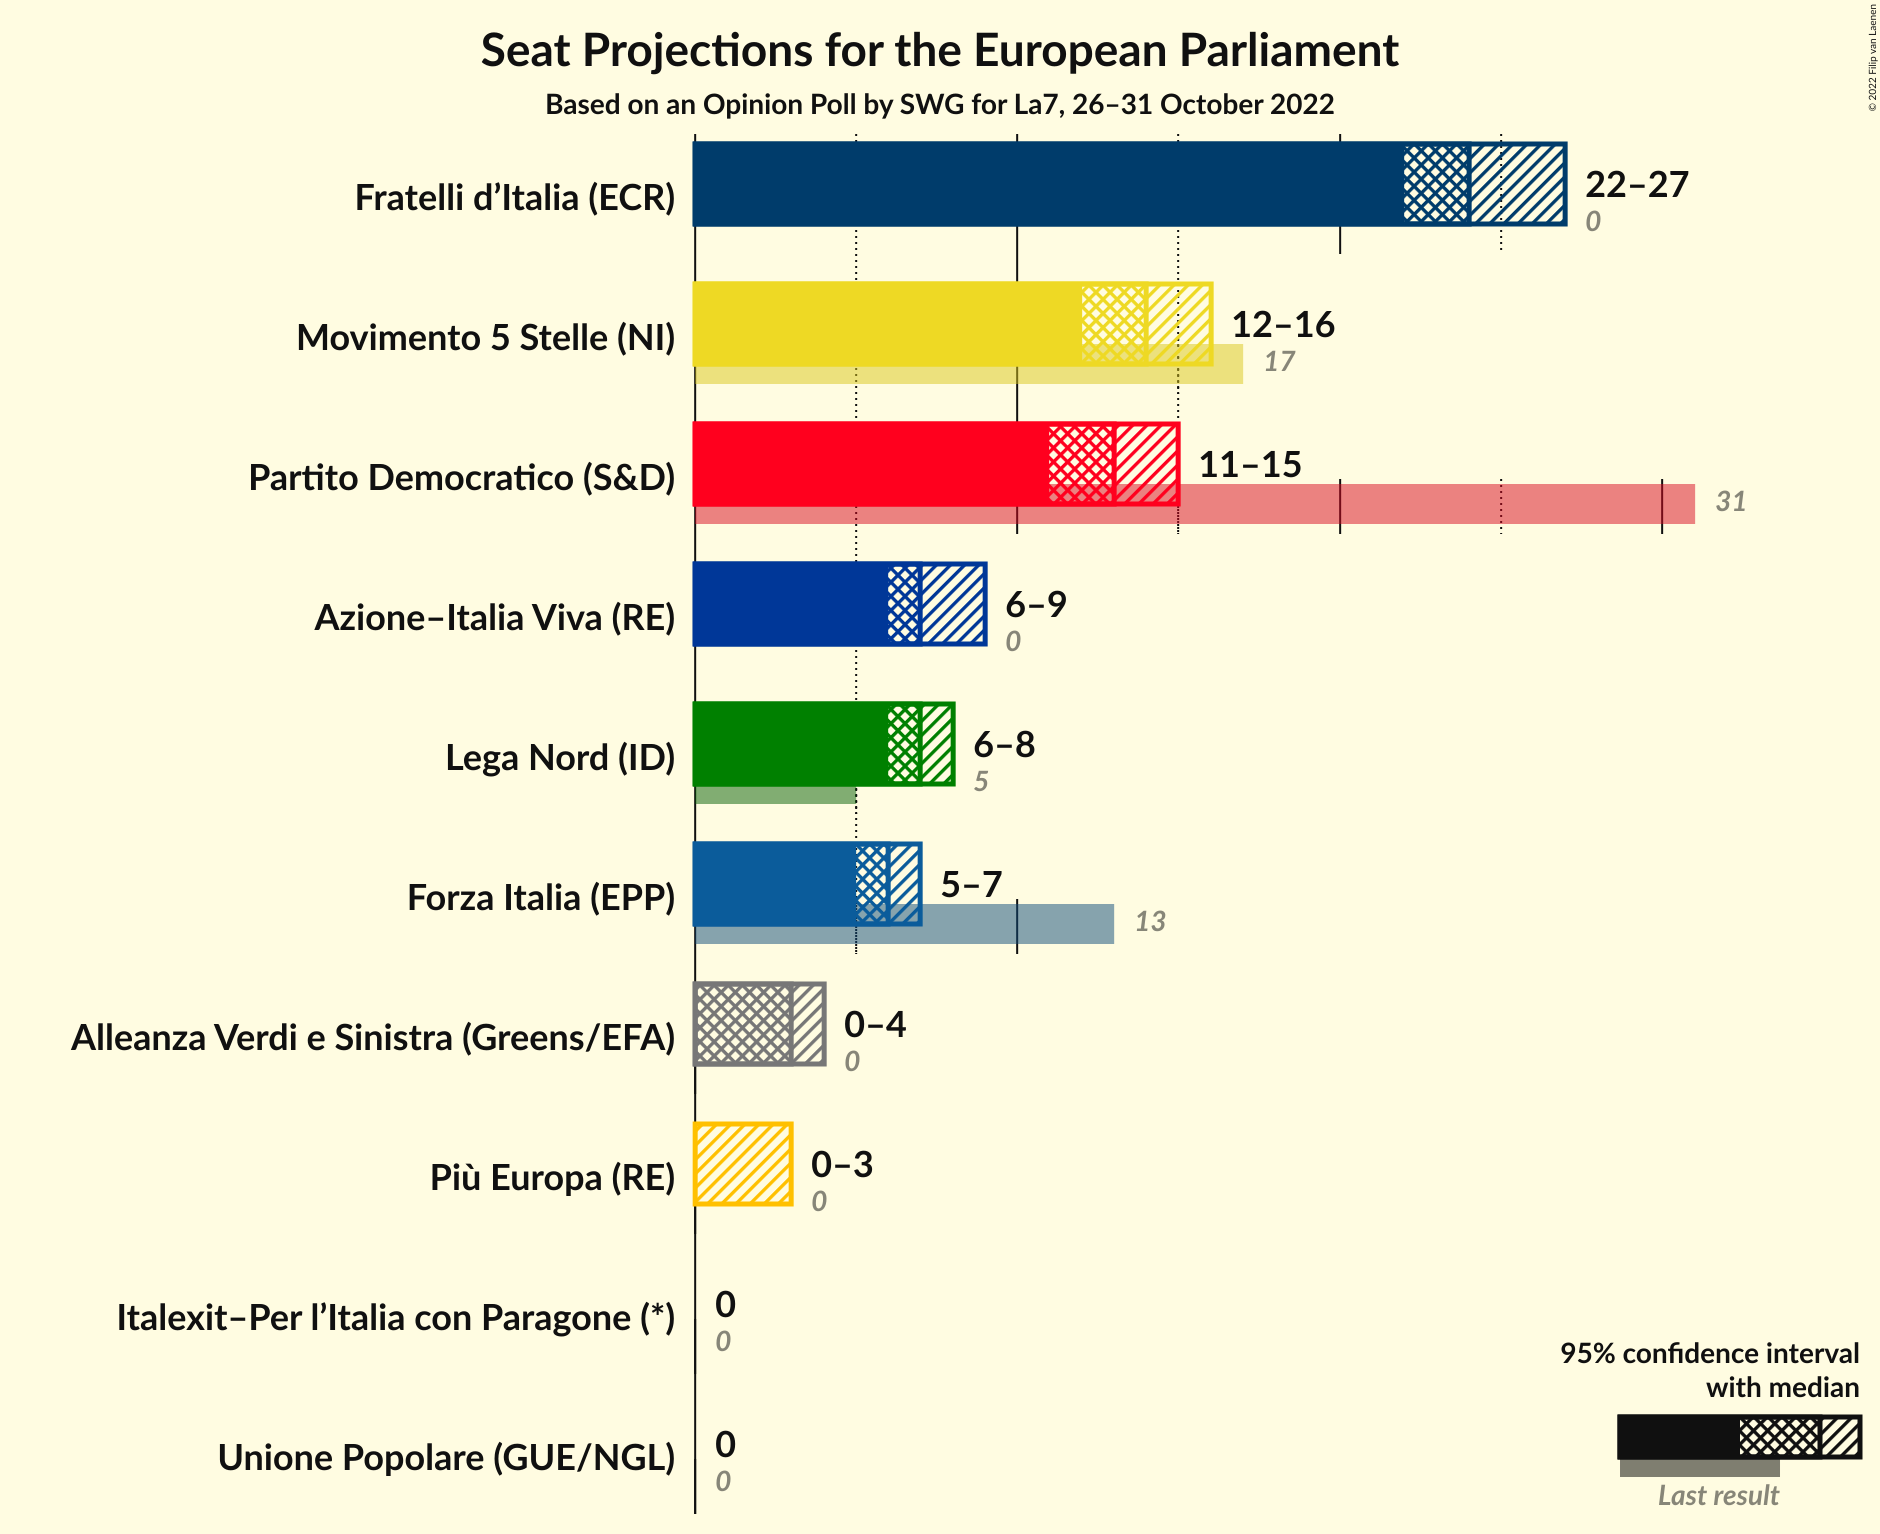 Seat Projections for the European Parliament
Based on an Opinion Poll by SWG for La7, 26–31 October 2022
© 2022 Filip van Laenen
Fratelli d’Italia (ECR)
22–27
0
Movimento 5 Stelle (NI)
12–16
17
Partito Democratico (S&D)
11–15
31
Azione–Italia Viva (RE)
6–9
0
Lega Nord (ID)
6–8
5
Forza Italia (EPP)
5–7
13
Alleanza Verdi e Sinistra (Greens/EFA)
0–4
0
Più Europa (RE)
0–3
0
Italexit–Per l’Italia con Paragone (*)
0
0
Unione Popolare (GUE/NGL)
0
0
95% confidence interval
with median
Last result